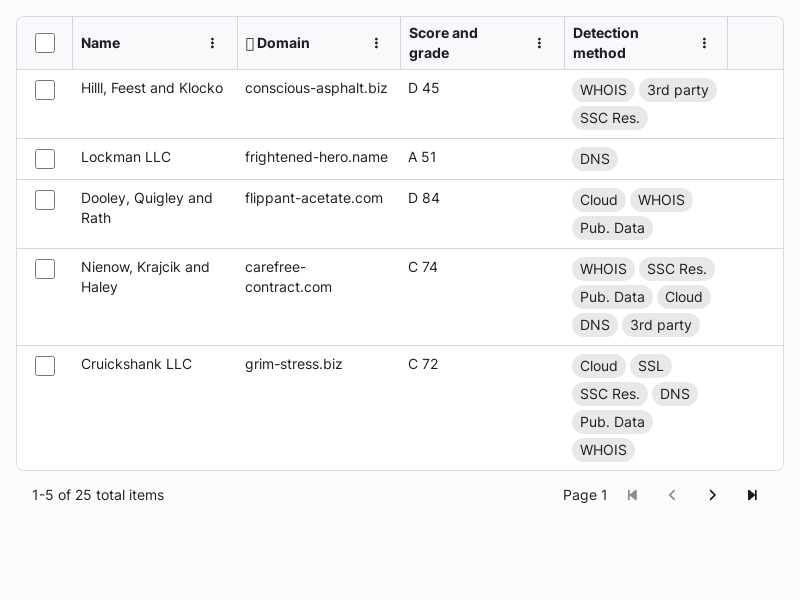 Name
Domain
Score and
grade
Detection
method
Hilll, Feest and Klocko
conscious-asphalt.biz
D 45
WHOIS 3rd party
SSC Res.
Lockman LLC
frightened-hero.name
A 51
DNS
Dooley, Quigley and
Rath
flippant-acetate.com
D 84
Cloud WHOIS
Pub. Data
Nienow, Krajcik and
Haley
carefree-
contract.com
C 74
WHOIS SSC Res.
Pub. Data Cloud
DNS 3rd party
Cruickshank LLC
grim-stress.biz
C 72
Cloud SSL
SSC Res. DNS
Pub. Data
WHOIS
1-5 of 25 total items
Page 1